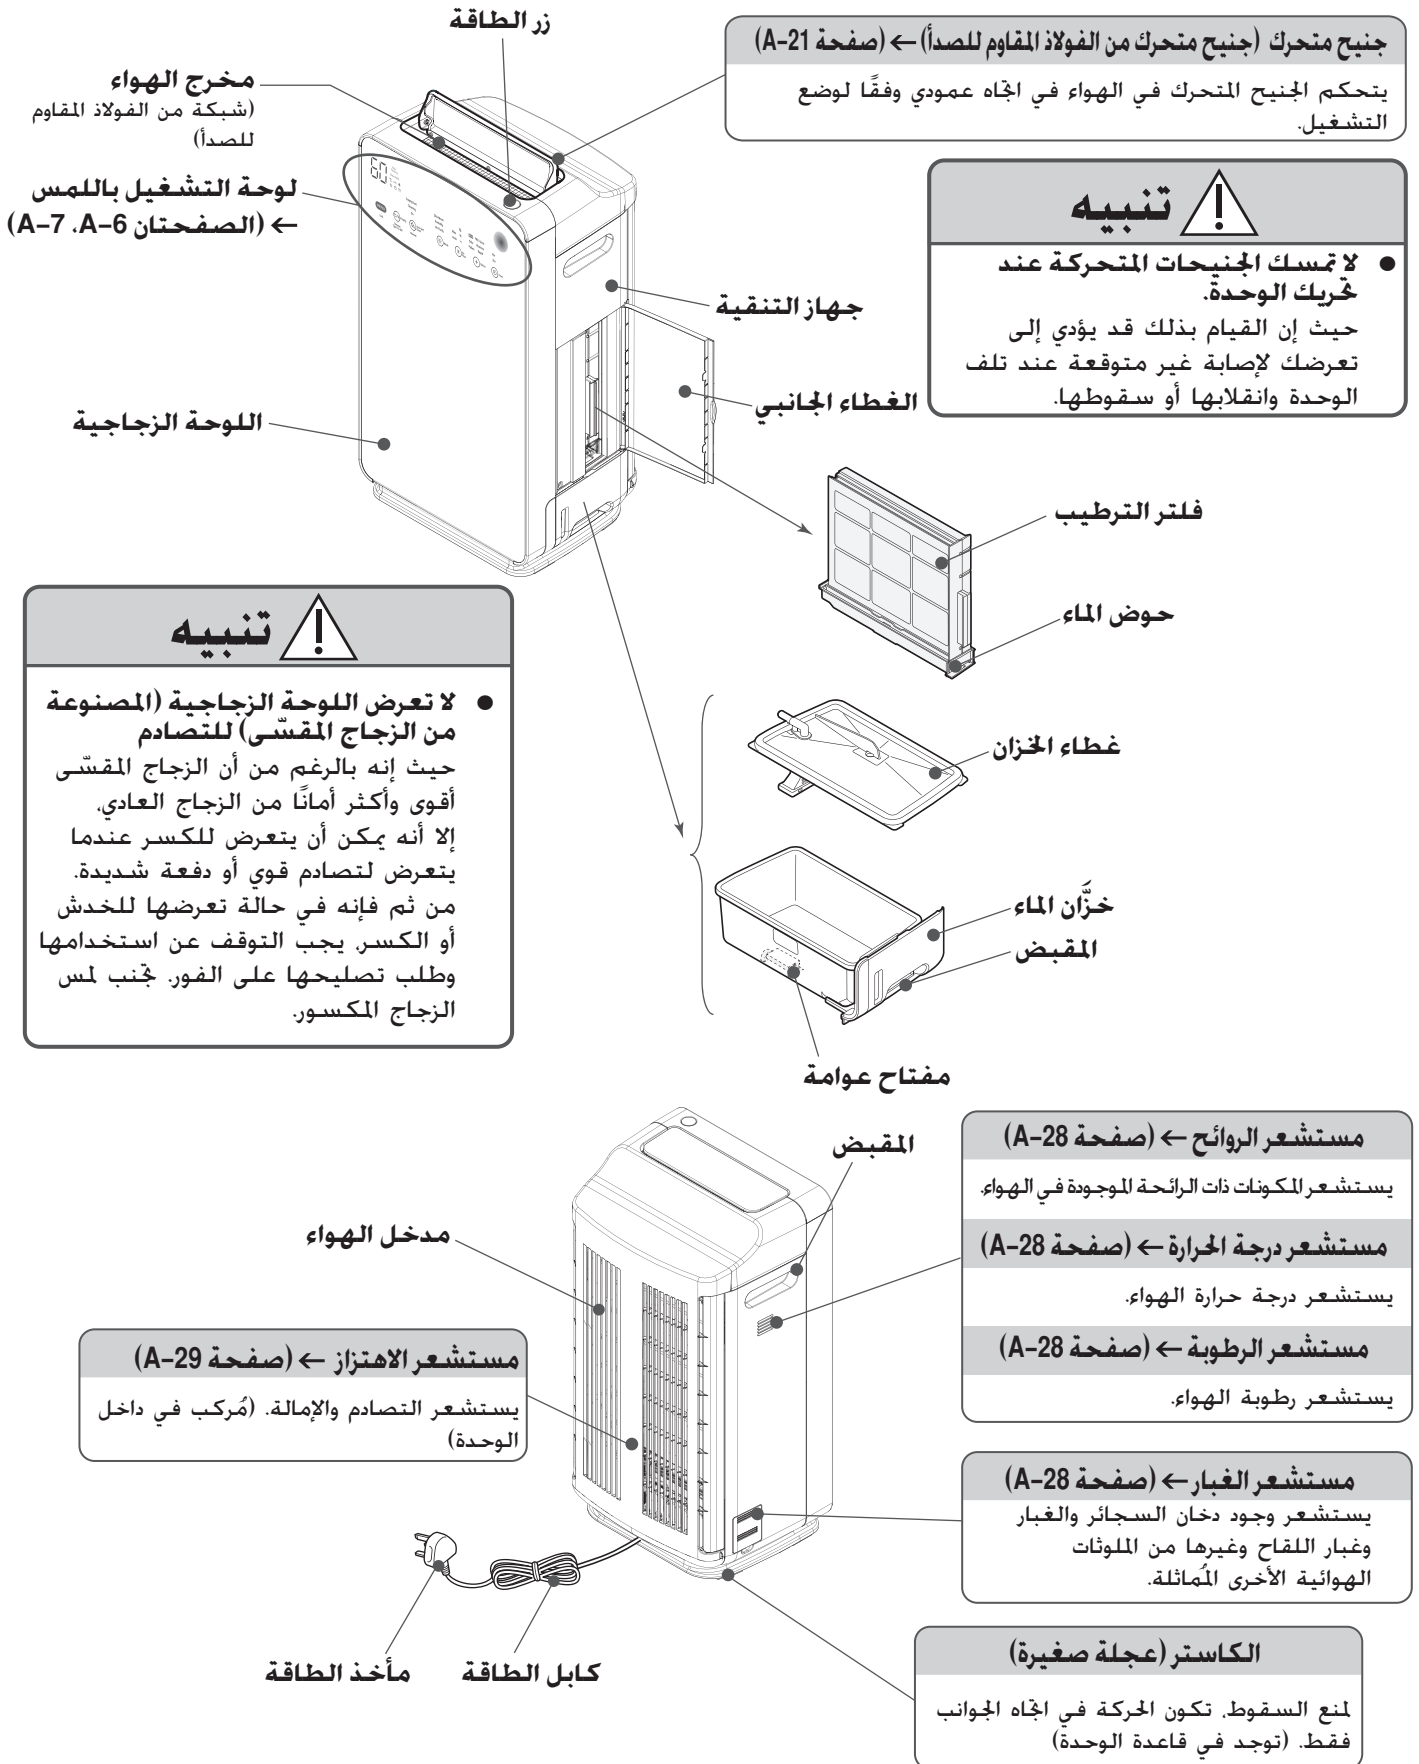 زر الطاقة
جنيح متحرك (جنيح متحرك من الفولاذ المقاوم للصدأ) ← (صفحة A-21)
يتحكم الجنيح المتحرك في الهواء في اتجاه عمودي وفقًا لوضع
التشغيل.
مخرج الهواء
(شبكة من الفولاذ المقاوم
للصدأ)
لوحة التشغيل باللمس
← (الصفحتان A-6، A-7)
تنبيه
● لا تمسك الجنيحات المتحركة عند
تحريك الوحدة.
حيث إن القيام بذلك قد يؤدي إلى
تعرضك لإصابة غير متوقعة عند تلف
الوحدة وانقلابها أو سقوطها.
جهاز التنقية
الغطاء الجانبي
اللوحة الزجاجية
فلتر الترطيب
حوض الماء
تنبيه
● لا تعرض اللوحة الزجاجية (المصنوعة
من الزجاج المقسّى) للتصادم
حيث إنه بالرغم من أن الزجاج المقسّى
أقوى وأكثر أمانًا من الزجاج العادي،
إلا أنه يمكن أن يتعرض للكسر عندما
يتعرض لتصادم قوي أو دفعة شديدة.
من ثم فإنه في حالة تعرضها للخدش
أو الكسر، يجب التوقف عن استخدامها
وطلب تصليحها على الفور. تجنب لمس
الزجاج المكسور.
غطاء الخزان
خزَّان الماء
المقبض
مفتاح عوامة
المقبض
مستشعر الروائح ← (صفحة A-28)
يستشعر المكونات ذات الرائحة الموجودة في الهواء.
مستشعر درجة الحرارة ← (صفحة A-28)
يستشعر درجة حرارة الهواء.
مستشعر الرطوبة ← (صفحة A-28)
يستشعر رطوبة الهواء.
مدخل الهواء
مستشعر الاهتزاز ← (صفحة A-29)
يستشعر التصادم والإمالة. (مُركب في داخل
الوحدة)
مستشعر الغبار ← (صفحة A-28)
يستشعر وجود دخان السجائر والغبار
وغبار اللقاح وغيرها من الملوثات
الهوائية الأخرى المُماثلة.
كابل الطاقة
مأخذ الطاقة
الكاستر (عجلة صغيرة)
لمنع السقوط، تكون الحركة في اتجاه الجوانب
فقط. (توجد في قاعدة الوحدة)